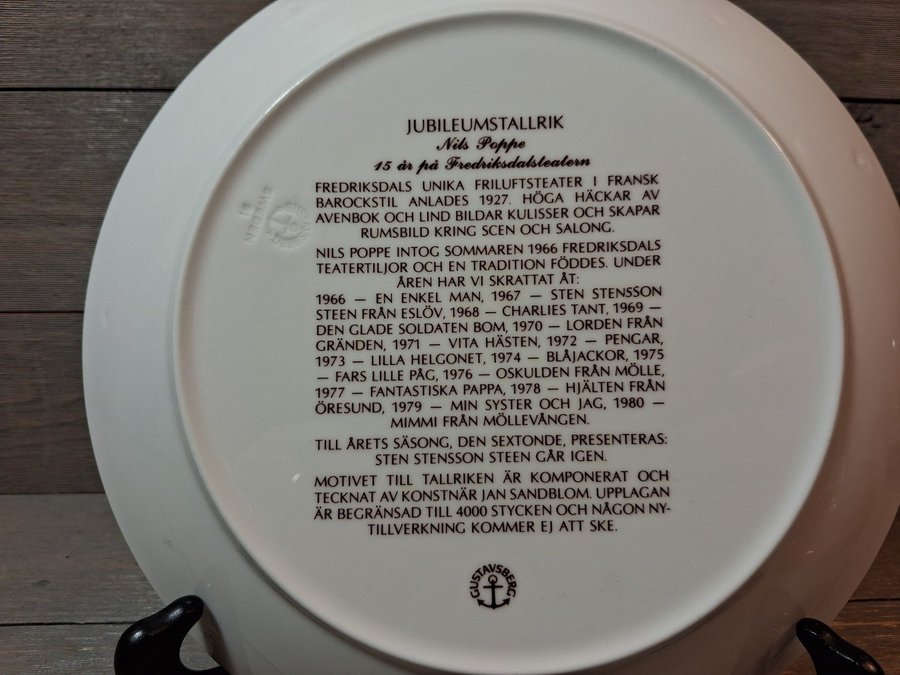 JUBILEUMSTALLRIK
Nils Poppe
15 år på Fredriksdalsteatern
FREDRIKSDALS UNIKA FRILUFTSTEATER I FRANSK
BAROCKSTIL ANLADES 1927. HÖGA HÄCKAR AV
AVENBOK OCH LIND BILDAR KULISSER OCH SKAPAR
RUMSBILD KRING SCEN OCH SALONG.
NILS POPPE INTOG SOMMAREN 1966 FREDRIKSDALS
TEATERTILJOR OCH EN TRADITION FÖDDES. UNDER
ÅREN HAR VI SKRATTAT ÅT:
1966 — EN ENKEL MAN, 1967 — STEN STENSSON
STEEN FRÅN ESLÖV, 1968 — CHARLIES TANT, 1969 —
DEN GLADE SOLDATEN BOM, 1970 — LORDEN FRÅN
GRÄNDEN, 1971 — VITA HÄSTEN, 1972 — PENGAR,
1973 — LILLA HELGONET, 1974 — BLÅJACKOR, 1975
— FARS LILLE PÅG, 1976 — OSKULDEN FRÅN MÖLLE,
1977 — FANTASTISKA PAPPA, 1978 — HJÄLTEN FRÅN
ÖRESUND, 1979 — MIN SYSTER OCH JAG, 1980 —
MIMMI FRÅN MÖLLEVÅNGEN.
TILL ÅRETS SÄSONG, DEN SEXTONDE, PRESENTERAS:
STEN STENSSON STEEN GÅR IGEN.
MOTIVET TILL TALLRIKEN ÄR KOMPONERAT OCH
TECKNAT AV KONSTNÄR JAN SANDBLOM. UPPLAGAN
ÄR BEGRÄNSAD TILL 4000 STYCKEN OCH NÅGON NY-
TILLVERKNING KOMMER EJ ATT SKE.
GUSTAVSBERG
SWEDEN